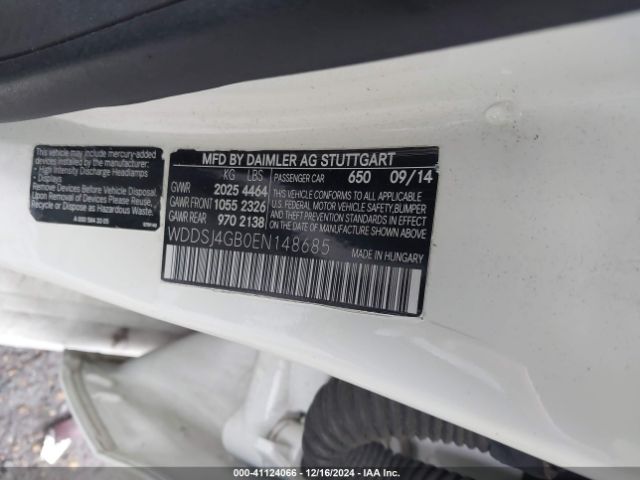 This vehicle may include mercury-added
devices installed by the manufacturer:
- High Intensity Discharge Headlamps
- Displays
Remove Devices Before Vehicle Disposal.
Upon Removal of Devices Please Reuse,
Recycle or Dispose as Hazardous Waste.
MFD BY DAIMLER AG STUTTGART
KG LBS PASSENGER CAR 650 09/14
GVWR 2025 4464
GAWR FRONT 1055 2326
GAWR REAR 970 2138
THIS VEHICLE CONFORMS TO ALL APPLICABLE
U.S. FEDERAL MOTOR VEHICLE SAFETY, BUMPER
AND THEFT PREVENTION STANDARDS IN EFFECT
ON THE DATE OF MANUFACTURE SHOWN ABOVE.
WDDSJ4GB0EN148685
MADE IN HUNGARY
000-41124066 - 12/16/2024 - IAA Inc.